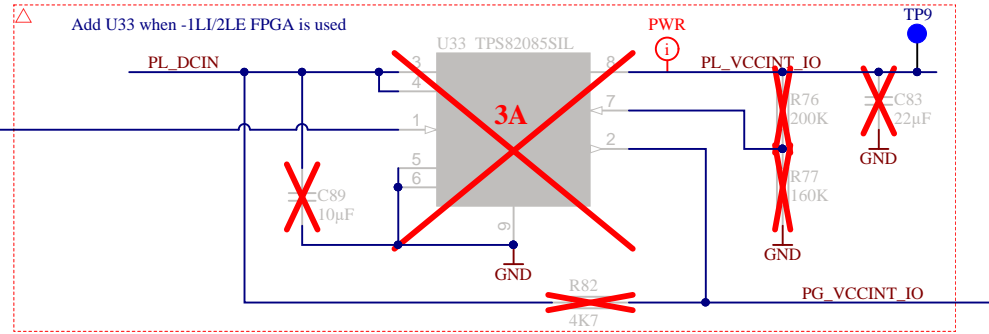 Add U33 when -1LI/2LE FPGA is used
PWR
i
TP9
U33 TPS82085SIL
PL_DCIN
PL_VCCINT_IO
3
4
8
7
3A
R76
200K
C83
22µF
1
2
GND
5
6
R77
160K
C89
10µF
9
GND
GND
R82
4K7
PG_VCCINT_IO